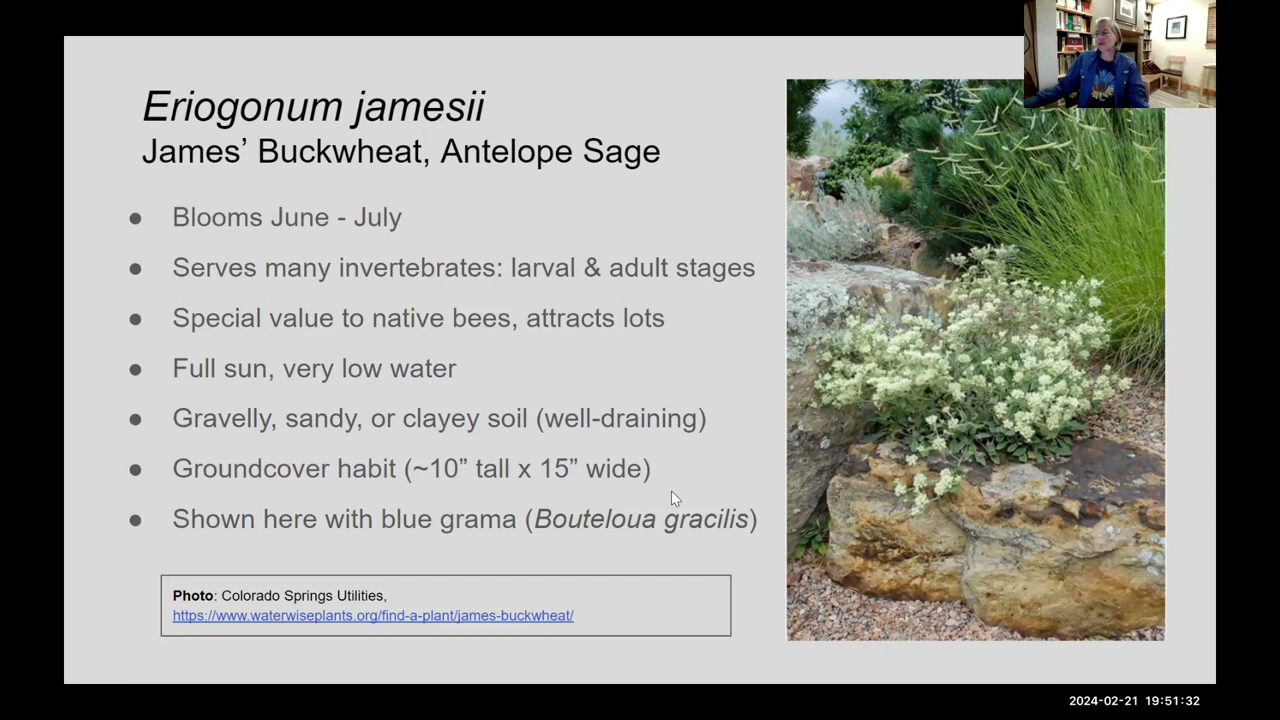 Eriogonum jamesii
James’ Buckwheat, Antelope Sage
● Blooms June - July
● Serves many invertebrates: larval & adult stages
● Special value to native bees, attracts lots
● Full sun, very low water
● Gravelly, sandy, or clayey soil (well-draining)
● Groundcover habit (~10” tall x 15” wide)
● Shown here with blue grama (Bouteloua gracilis)
Photo: Colorado Springs Utilities,
https://www.waterwiseplants.org/find-a-plant/james-buckwheat/
2024-02-21 19:51:32